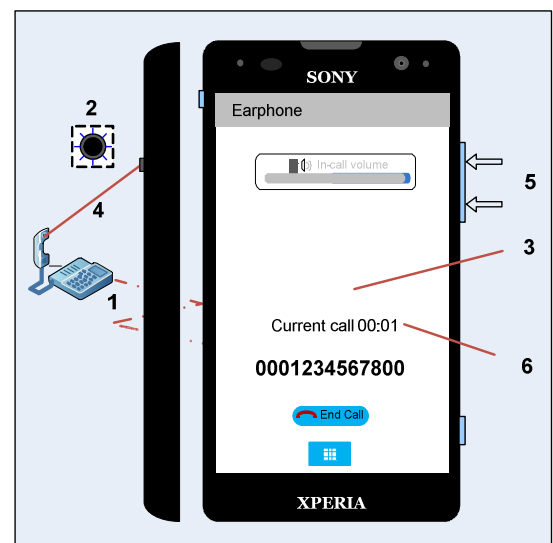 SONY
Earphone
2
In-call volume
5
4
3
1
Current call 00:01
6
0001234567800
End Call
XPERIA